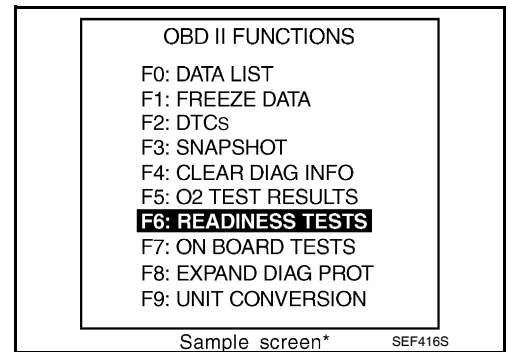 OBD II FUNCTIONS
F0: DATA LIST
F1: FREEZE DATA
F2: DTCs
F3: SNAPSHOT
F4: CLEAR DIAG INFO
F5: O2 TEST RESULTS
F6: READINESS TESTS
F7: ON BOARD TESTS
F8: EXPAND DIAG PROT
F9: UNIT CONVERSION
Sample screen* SEF416S